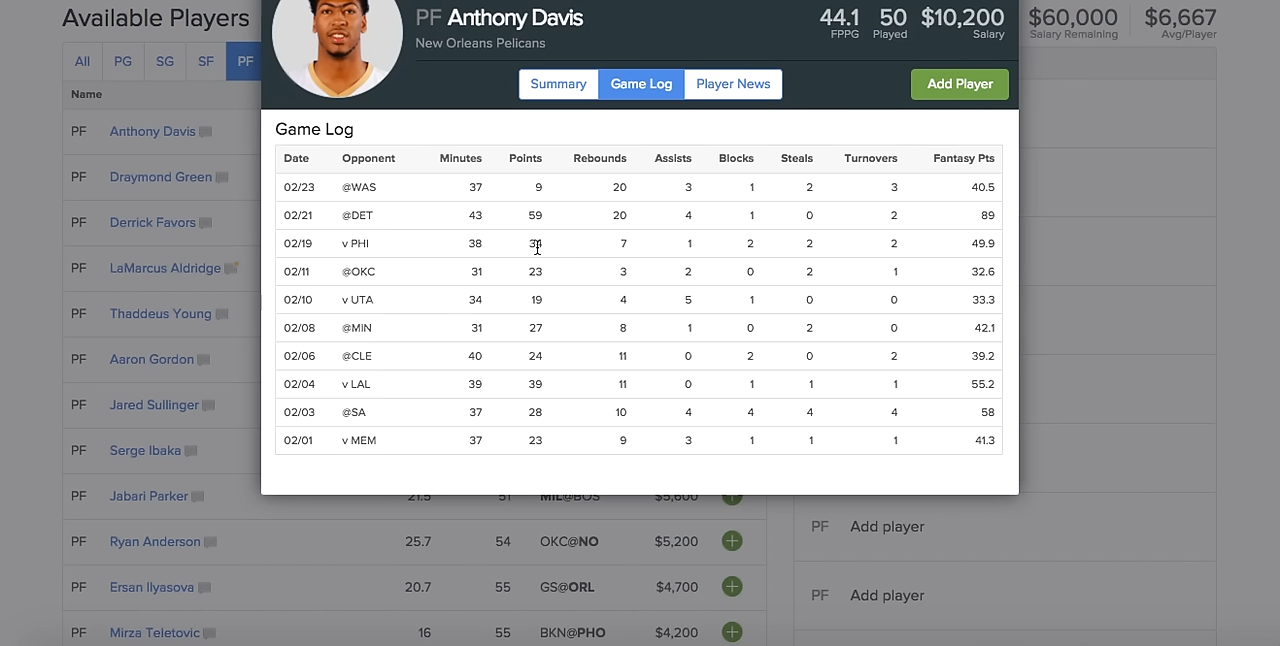 Available Players
PF Anthony Davis
New Orleans Pelicans
44.1 FPPG
50 Played
$10,200 Salary
$60,000 Salary Remaining
$6,667 Avg/Player
All PG SG SF PF
Summary Game Log Player News
Add Player
Name
PF Anthony Davis
PF Draymond Green
PF Derrick Favors
PF LaMarcus Aldridge
PF Thaddeus Young
PF Aaron Gordon
PF Jared Sullinger
PF Serge Ibaka
PF Jabari Parker 21.5 51 MIL@BOS $5,600
PF Ryan Anderson 25.7 54 OKC@NO $5,200
PF Ersan Ilyasova 20.7 55 GS@ORL $4,700
PF Mirza Teletovic 16 55 BKN@PHO $4,200
Game Log
Date Opponent Minutes Points Rebounds Assists Blocks Steals Turnovers Fantasy Pts
02/23 @WAS 37 9 20 3 1 2 3 40.5
02/21 @DET 43 59 20 4 1 0 2 89
02/19 v PHI 38 34 7 1 2 2 2 49.9
02/11 @OKC 31 23 3 2 0 2 1 32.6
02/10 v UTA 34 19 4 5 1 0 0 33.3
02/08 @MIN 31 27 8 1 0 2 0 42.1
02/06 @CLE 40 24 11 0 2 0 2 39.2
02/04 v LAL 39 39 11 0 1 1 1 55.2
02/03 @SA 37 28 10 4 4 4 4 58
02/01 v MEM 37 23 9 3 1 1 1 41.3
PF Add player
PF Add player